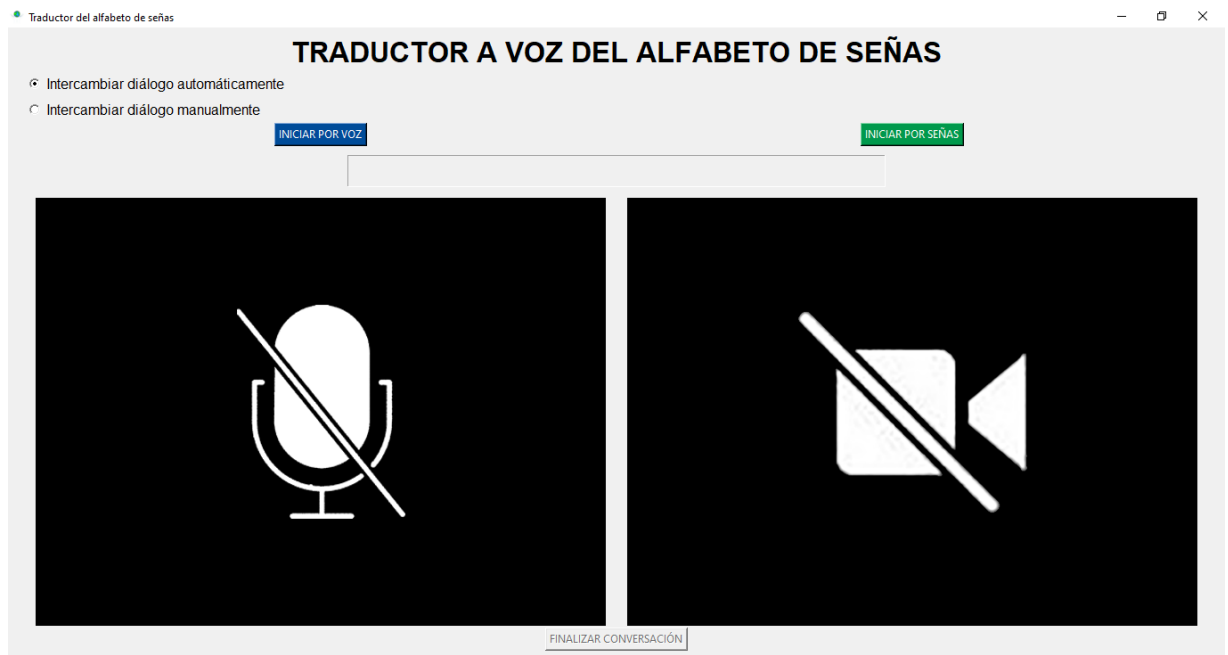 Traductor del alfabeto de señas
TRADUCTOR A VOZ DEL ALFABETO DE SEÑAS
Intercambiar diálogo automáticamente
Intercambiar diálogo manualmente
INICIAR POR VOZ
INICIAR POR SEÑAS
FINALIZAR CONVERSACIÓN